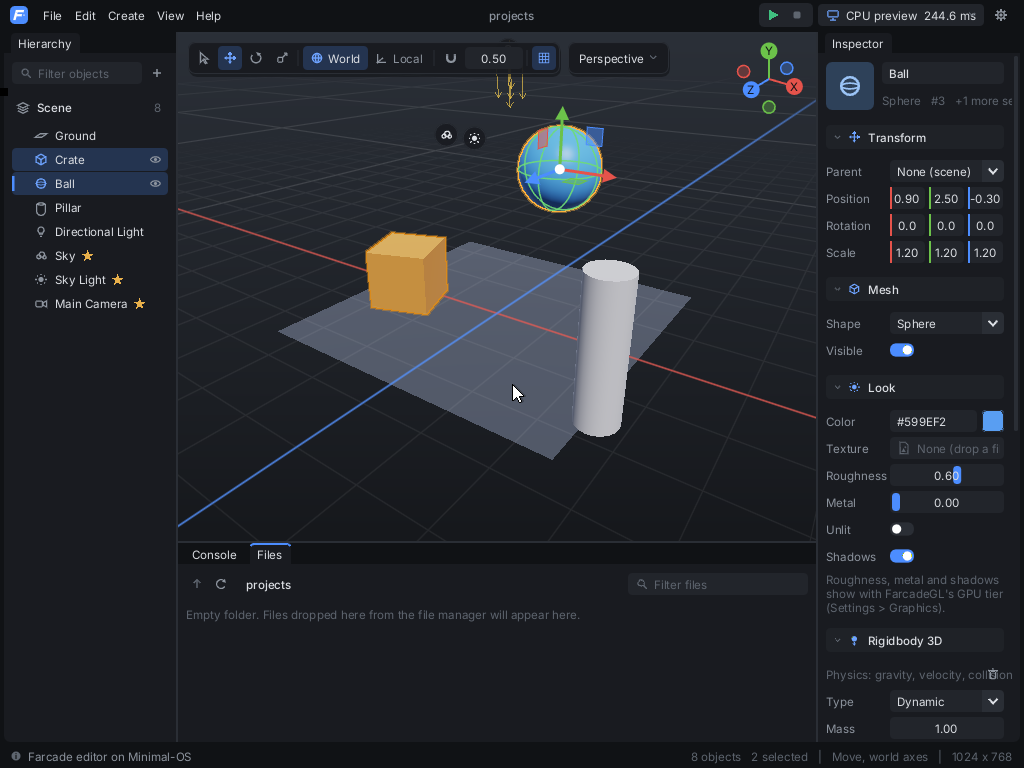 File Edit Create View Help
projects
CPU preview 244.6 ms
Hierarchy
Filter objects
Scene 8
Ground
Crate
Ball
Pillar
Directional Light
Sky
Sky Light
Main Camera
World
Local
0.50
Perspective
Y
X
Z
Console
Files
projects
Filter files
Empty folder. Files dropped here from the file manager will appear here.
Inspector
Ball
Sphere #3 +1 more se
Transform
Parent None (scene)
Position 0.90 2.50 -0.30
Rotation 0.0 0.0 0.0
Scale 1.20 1.20 1.20
Mesh
Shape Sphere
Visible
Look
Color #599EF2
Texture None (drop a fi
Roughness 0.60
Metal 0.00
Unlit
Shadows
Roughness, metal and shadows
show with FarcadeGL's GPU tier
(Settings > Graphics).
Rigidbody 3D
Physics: gravity, velocity, collision
Type Dynamic
Mass 1.00
Farcade editor on Minimal-OS
8 objects 2 selected | Move, world axes | 1024 x 768